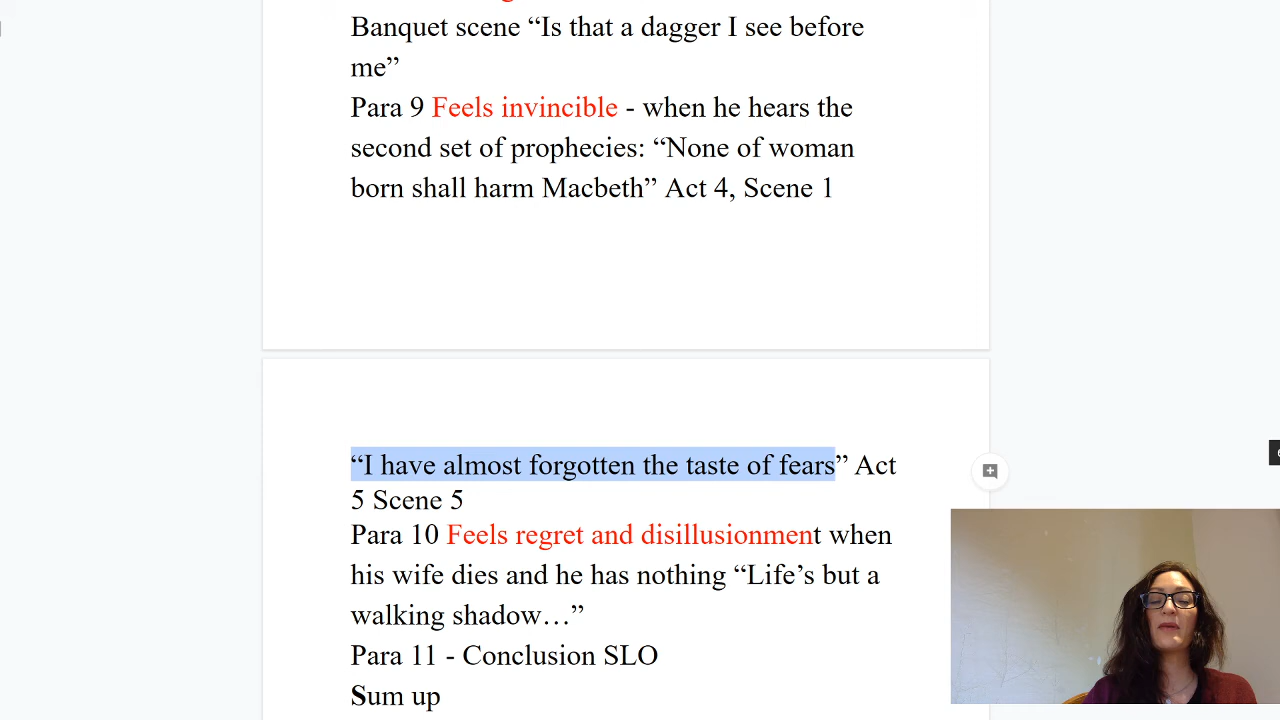 Banquet scene “Is that a dagger I see before
me”
Para 9 Feels invincible - when he hears the
second set of prophecies: “None of woman
born shall harm Macbeth” Act 4, Scene 1
“I have almost forgotten the taste of fears” Act
5 Scene 5
Para 10 Feels regret and disillusionment when
his wife dies and he has nothing “Life’s but a
walking shadow…”
Para 11 - Conclusion SLO
Sum up